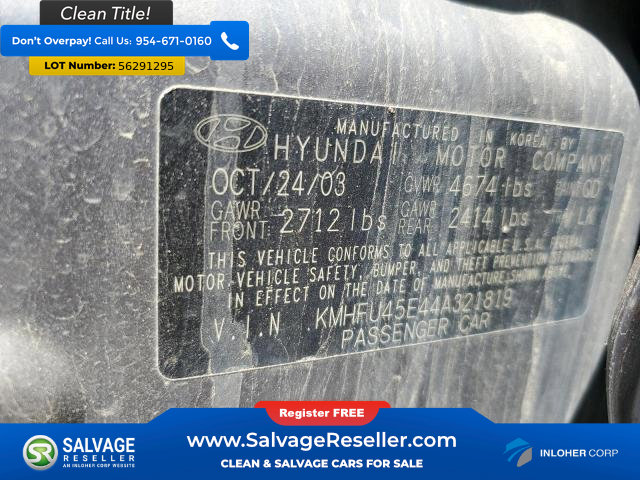 Clean Title!
Don't Overpay! Call Us: 954-671-0160
LOT Number: 56291295
MANUFACTURED IN KOREA BY
HYUNDAI MOTOR COMPANY
OCT/24/03 GVWR 4674 lbs
GAWR FRONT: 2712 lbs GAWR REAR 2414 lbs LK
THIS VEHICLE CONFORMS TO ALL APPLICABLE U.S.A. FEDERAL
MOTOR VEHICLE SAFETY, BUMPER, AND THEFT PREVENTION STANDARDS
IN EFFECT ON THE DATE OF MANUFACTURE SHOWN ABOVE.
V.I.N KMHFU45E44A321819
PASSENGER CAR
Register FREE
SALVAGE
RESELLER
AN INLOHER CORP WEBSITE
www.SalvageReseller.com
CLEAN & SALVAGE CARS FOR SALE
INLOHER CORP